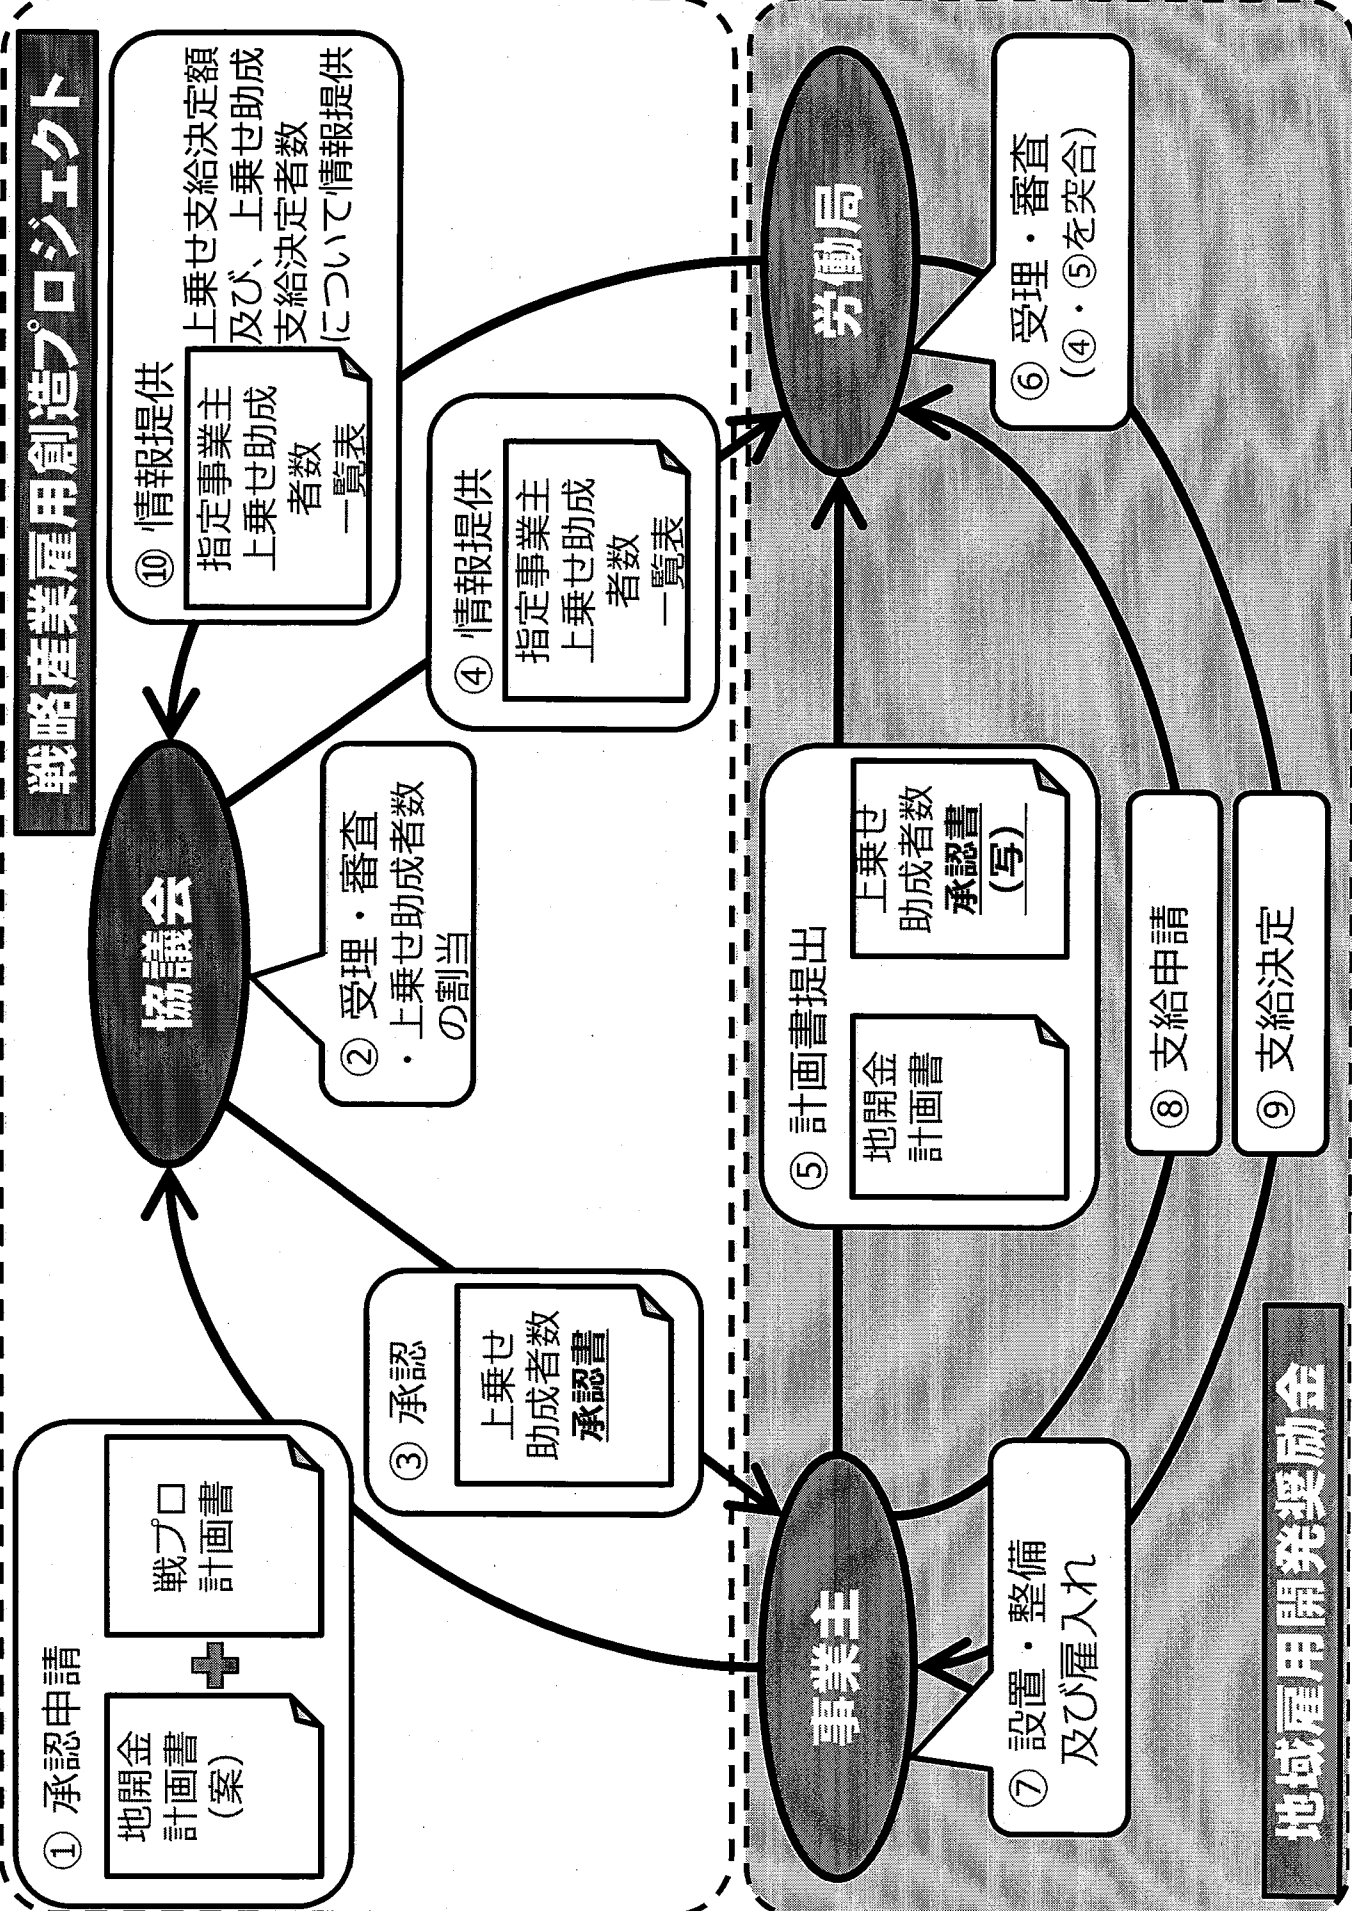 戦略産業雇用創造プロジェクト
① 承認申請
地開金
計画書
(案)
戦プロ
計画書
協議会
② 受理・審査
・上乗せ助成者数
の割当
③ 承認
上乗せ
助成者数
承認書
④ 情報提供
指定事業主
上乗せ助成
者数
一覧表
⑩ 情報提供
指定事業主
上乗せ助成
者数
一覧表
上乗せ支給決定額
及び、上乗せ助成
支給決定者数
について情報提供
事業主
⑤ 計画書提出
地開金
計画書
上乗せ
助成者数
承認書
(写)
労働局
⑥ 受理・審査
(④・⑤を突合)
⑦ 設置・整備
及び雇入れ
⑧ 支給申請
⑨ 支給決定
地域雇用開発奨励金